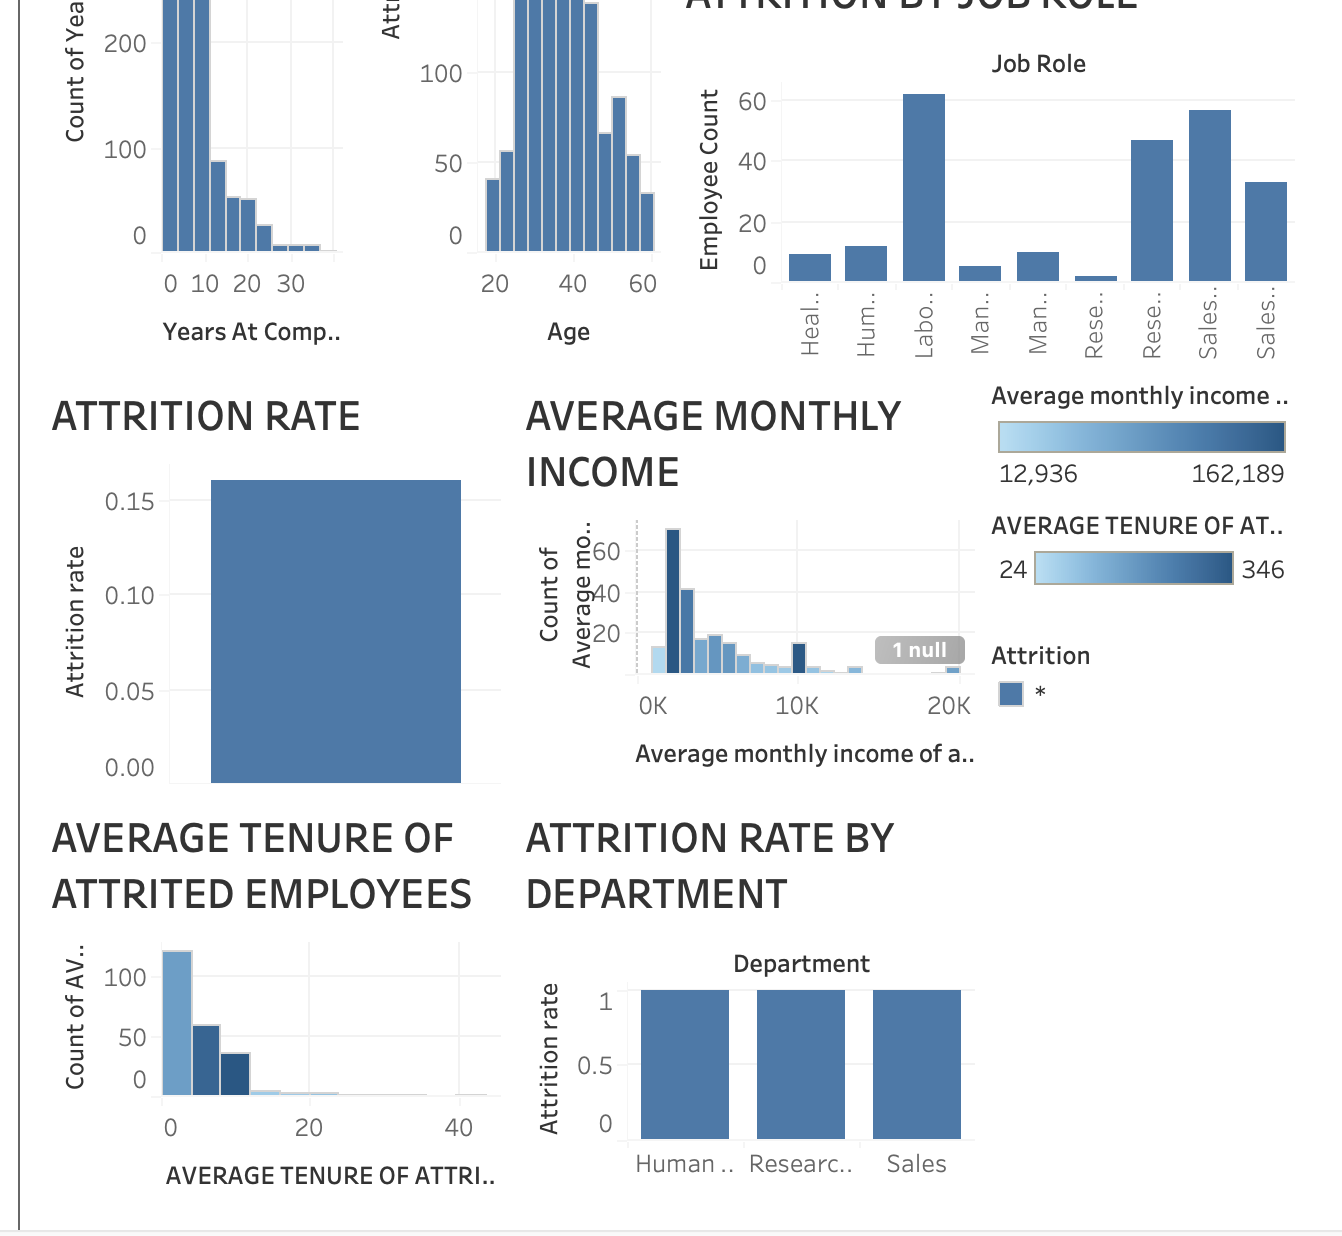 ATTRITION BY JOB ROLE
Count of Yea
200
100
0
0 10 20 30
Years At Comp..
Attr
100
50
0
20 40 60
Age
Job Role
Employee Count
60
40
20
0
Heal..
Hum..
Labo..
Man..
Man..
Rese..
Rese..
Sales..
Sales..
ATTRITION RATE
Attrition rate
0.15
0.10
0.05
0.00
AVERAGE MONTHLY
INCOME
Count of
Average mo..
60
40
20
1 null
0K 10K 20K
Average monthly income of a..
Average monthly income ..
12,936 162,189
AVERAGE TENURE OF AT..
24 346
Attrition
*
AVERAGE TENURE OF
ATTRITED EMPLOYEES
Count of AV..
100
50
0
0 20 40
AVERAGE TENURE OF ATTRI..
ATTRITION RATE BY
DEPARTMENT
Department
Attrition rate
1
0.5
0
Human .. Researc.. Sales